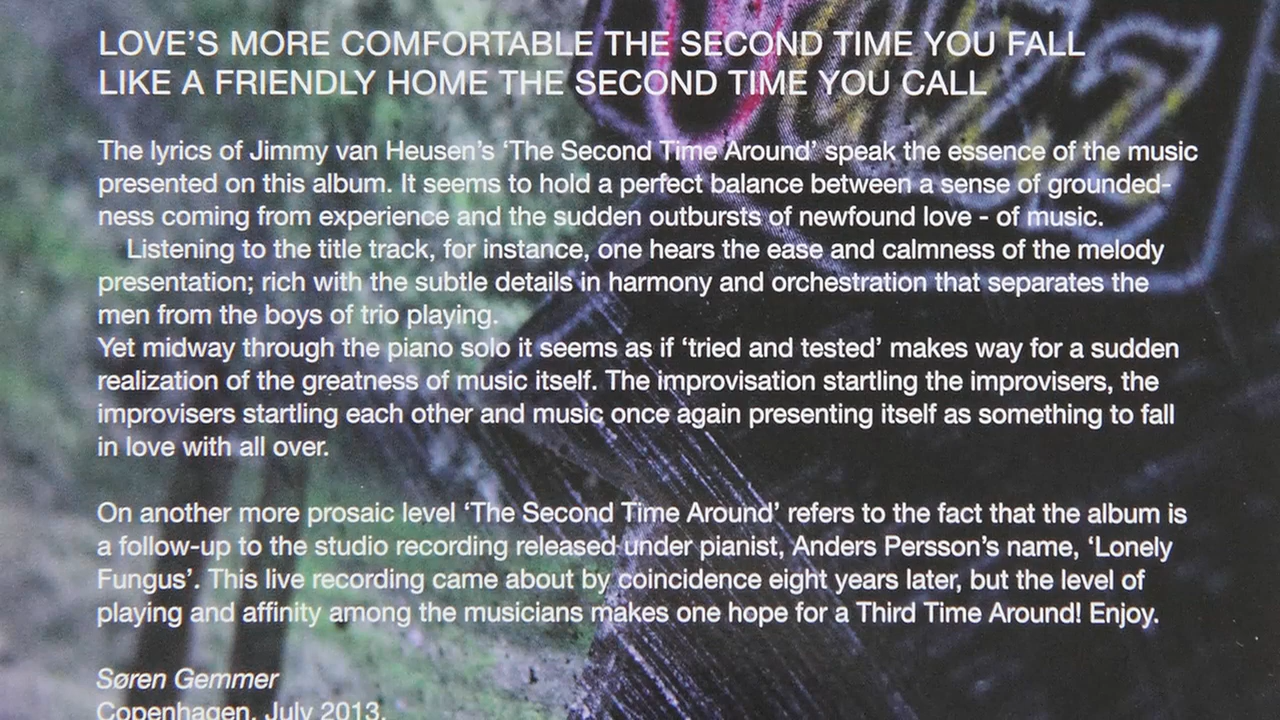 LOVE'S MORE COMFORTABLE THE SECOND TIME YOU FALL
LIKE A FRIENDLY HOME THE SECOND TIME YOU CALL
The lyrics of Jimmy van Heusen's 'The Second Time Around' speak the essence of the music
presented on this album. It seems to hold a perfect balance between a sense of grounded-
ness coming from experience and the sudden outbursts of newfound love - of music.
Listening to the title track, for instance, one hears the ease and calmness of the melody
presentation; rich with the subtle details in harmony and orchestration that separates the
men from the boys of trio playing.
Yet midway through the piano solo it seems as if 'tried and tested' makes way for a sudden
realization of the greatness of music itself. The improvisation startling the improvisers, the
improvisers startling each other and music once again presenting itself as something to fall
in love with all over.
On another more prosaic level 'The Second Time Around' refers to the fact that the album is
a follow-up to the studio recording released under pianist, Anders Persson's name, 'Lonely
Fungus'. This live recording came about by coincidence eight years later, but the level of
playing and affinity among the musicians makes one hope for a Third Time Around! Enjoy.
Søren Gemmer
Copenhagen, July 2013.